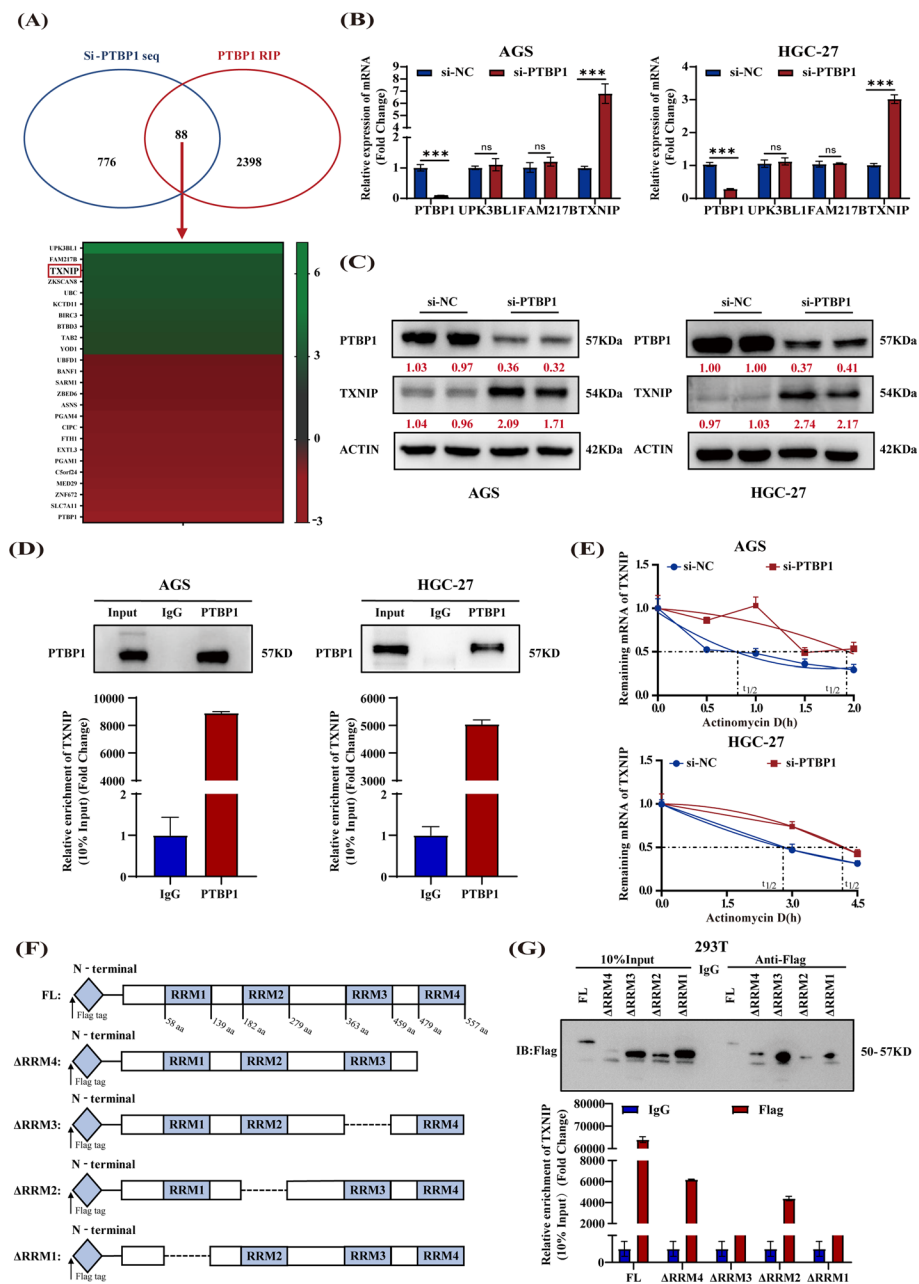 (A)
Si-PTBP1 seq
PTBP1 RIP
776
88
2398
UPK3BL1
FAM217B
TXNIP
ZKSCAN8
UBC
KCTD11
BIRC3
BTBD3
TAB2
YOD1
UBFD1
BANF1
SARM1
ZBED6
ASNS
PGAM4
CIPC
FTH1
EXTL3
PGAM1
C5orf24
MED29
ZNF672
SLC7A11
PTBP1
6
3
0
-3
(B)
AGS
si-NC
si-PTBP1
Relative expression of mRNA
(Fold Change)
9
8
7
6
5
4
2
1
0
***
ns
ns
***
PTBP1
UPK3BL1
FAM217B
TXNIP
HGC-27
si-NC
si-PTBP1
Relative expression of mRNA
(Fold Change)
4
3
2
1
0
***
ns
ns
***
PTBP1
UPK3BL1
FAM217B
TXNIP
(C)
si-NC
si-PTBP1
PTBP1
57KDa
1.03 0.97 0.36 0.32
TXNIP
54KDa
1.04 0.96 2.09 1.71
ACTIN
42KDa
AGS
si-NC
si-PTBP1
PTBP1
57KDa
1.00 1.00 0.37 0.41
TXNIP
54KDa
0.97 1.03 2.74 2.17
ACTIN
42KDa
HGC-27
(D)
AGS
Input IgG PTBP1
PTBP1
57KD
Relative enrichment of TXNIP
(10% Input) (Fold Change)
10000
8000
6000
4000
2
1
0
IgG PTBP1
HGC-27
Input IgG PTBP1
PTBP1
57KD
Relative enrichment of TXNIP
(10% Input) (Fold Change)
6000
5000
4000
3000
2
1
0
IgG PTBP1
(E)
AGS
si-NC
si-PTBP1
Remaining mRNA of TXNIP
1.5
1.0
0.5
0.0
t1/2
t1/2
0.0 0.5 1.0 1.5 2.0
Actinomycin D(h)
HGC-27
si-NC
si-PTBP1
Remaining mRNA of TXNIP
1.5
1.0
0.5
0.0
t1/2
t1/2
0.0 1.5 3.0 4.5
Actinomycin D(h)
(F)
N - terminal
FL:
Flag tag
RRM1 RRM2 RRM3 RRM4
58 aa
139 aa
182 aa
279 aa
363 aa
459 aa
479 aa
557 aa
N - terminal
ΔRRM4:
Flag tag
RRM1 RRM2 RRM3
N - terminal
ΔRRM3:
Flag tag
RRM1 RRM2 RRM4
N - terminal
ΔRRM2:
Flag tag
RRM1 RRM3 RRM4
N - terminal
ΔRRM1:
Flag tag
RRM2 RRM3 RRM4
(G)
293T
10%Input
IgG
Anti-Flag
FL
ΔRRM4
ΔRRM3
ΔRRM2
ΔRRM1
FL
ΔRRM4
ΔRRM3
ΔRRM2
ΔRRM1
IB:Flag
50-57KD
IgG
Flag
Relative enrichment of TXNIP
(10% Input) (Fold Change)
80000
60000
8000
6000
4000
2000
0
FL ΔRRM4 ΔRRM3 ΔRRM2 ΔRRM1